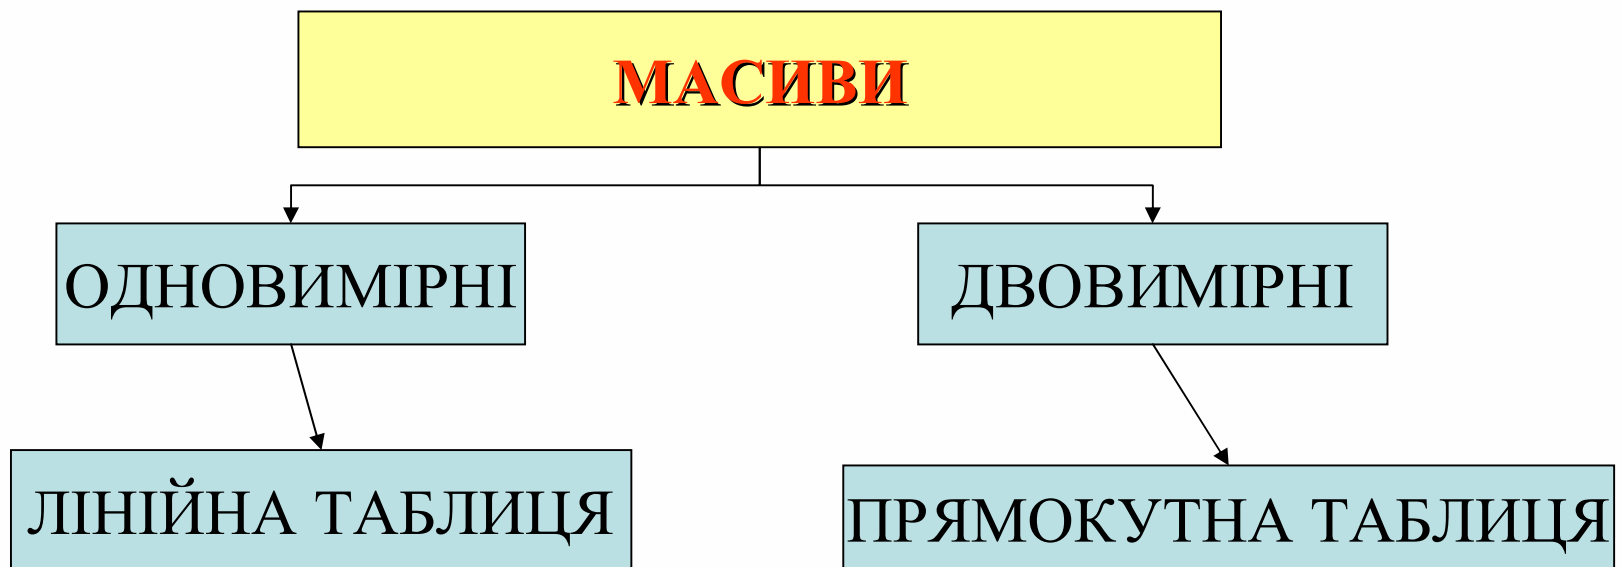 МАСИВИ
ОДНОВИМІРНІ
ДВОВИМІРНІ
ЛІНІЙНА ТАБЛИЦЯ
ПРЯМОКУТНА ТАБЛИЦЯ